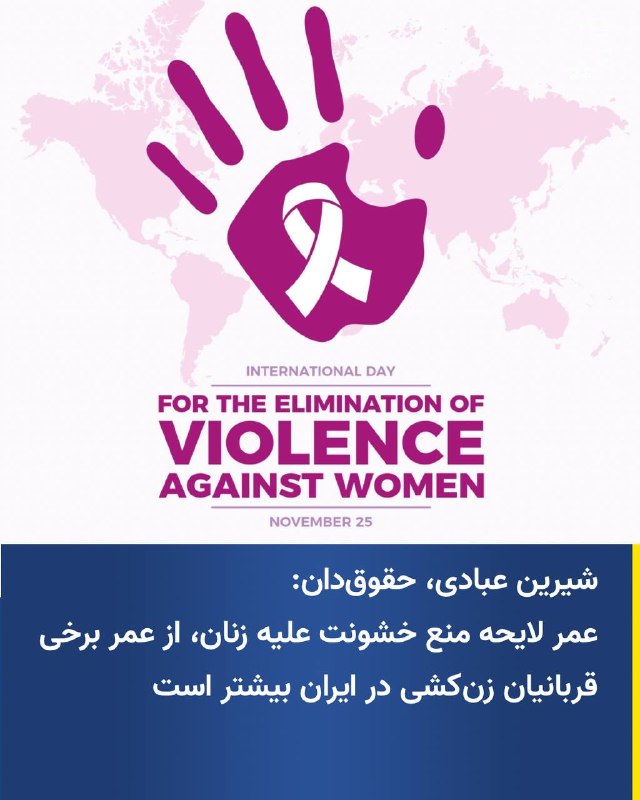 INTERNATIONAL DAY
FOR THE ELIMINATION OF
VIOLENCE
AGAINST WOMEN
NOVEMBER 25
شیرین عبادی، حقوق‌دان:
عمر لایحه منع خشونت علیه زنان، از عمر برخی
قربانیان زن‌کشی در ایران بیشتر است